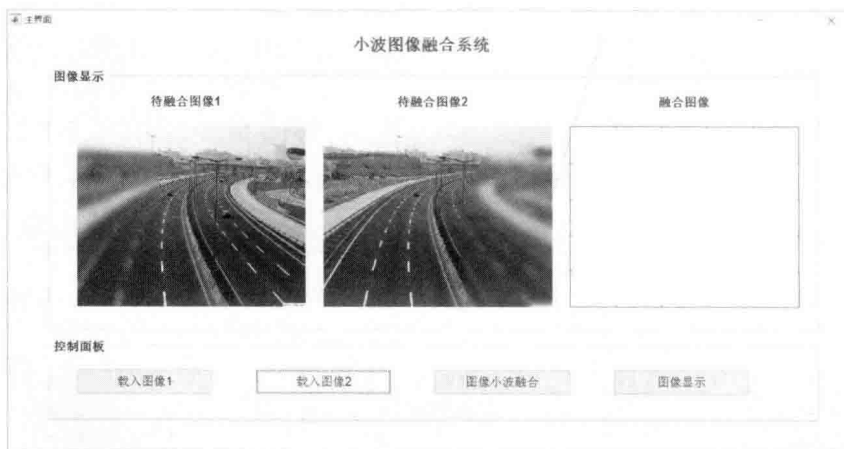 主界面
小波图像融合系统
图像显示
待融合图像1
待融合图像2
融合图像
控制面板
载入图像1
载入图像2
图像小波融合
图像显示